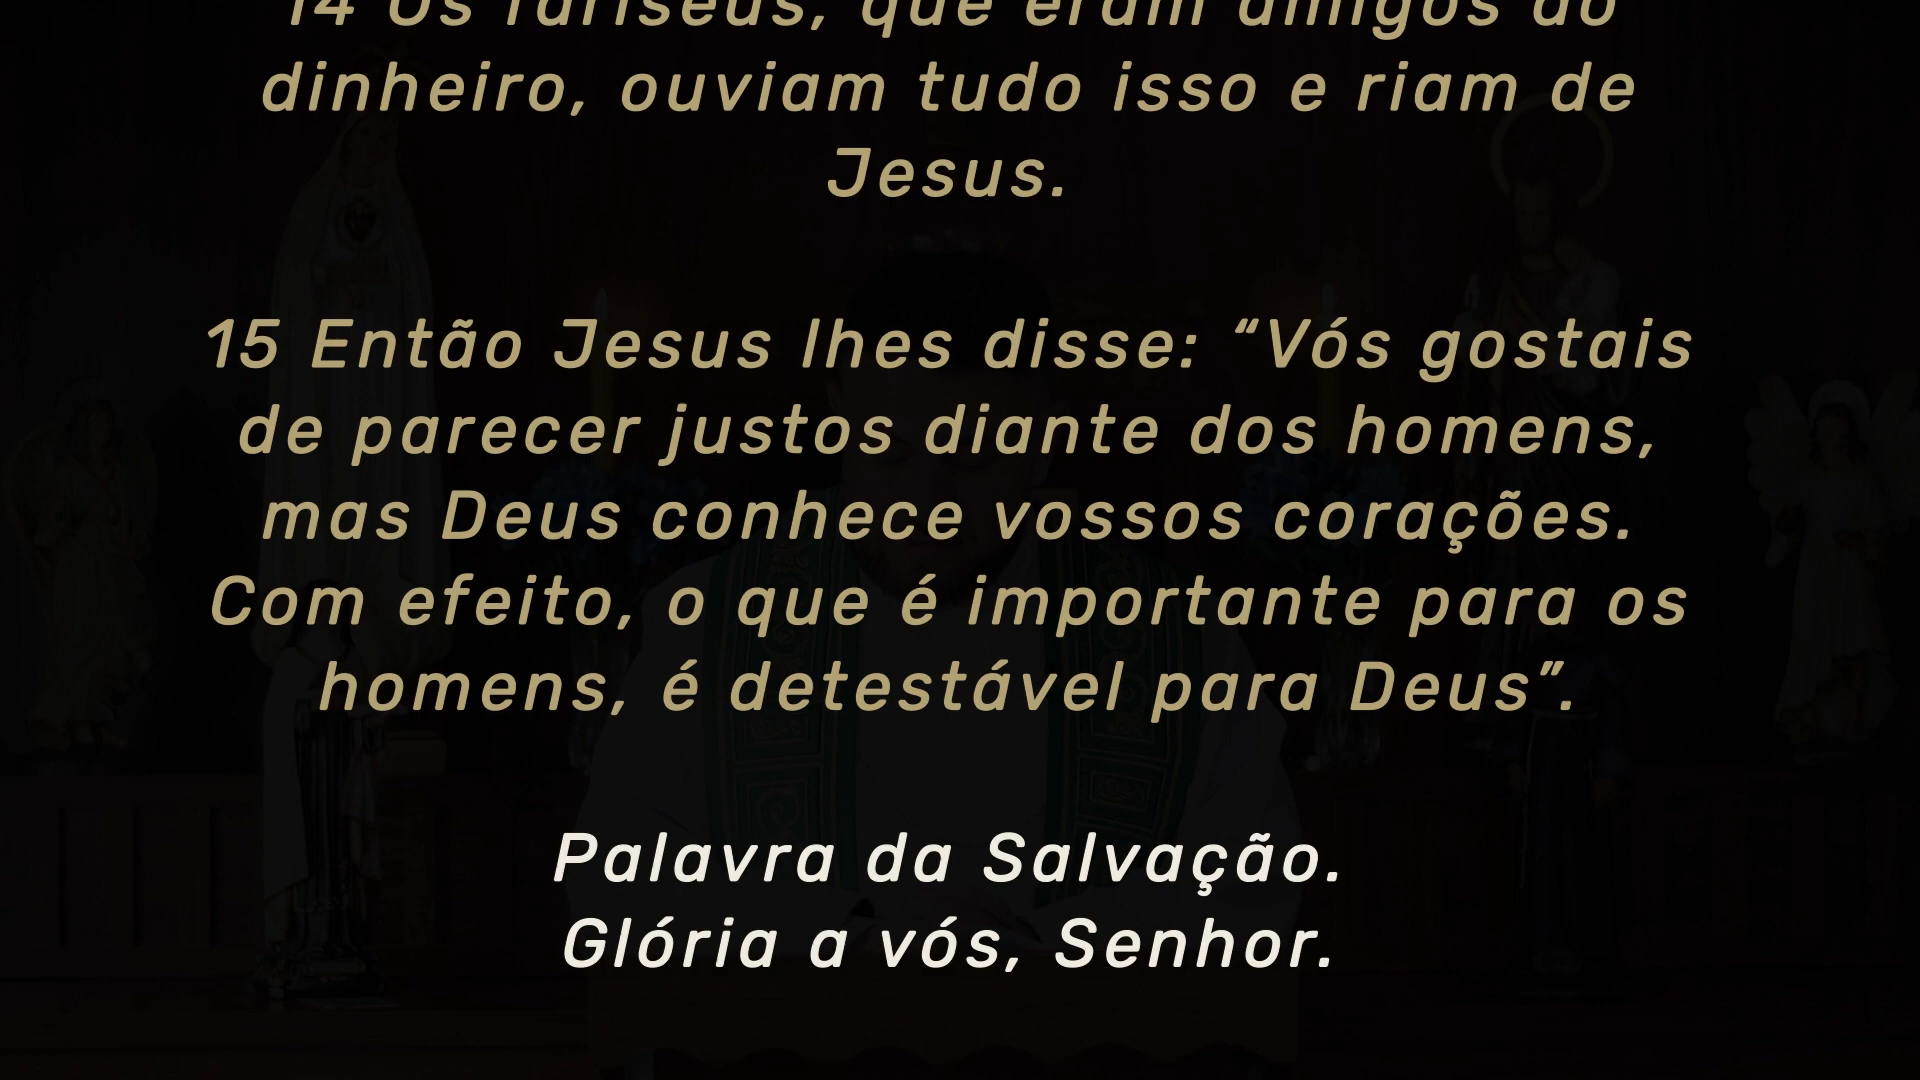 14 Os fariseus, que eram amigos do
dinheiro, ouviam tudo isso e riam de
Jesus.
15 Então Jesus lhes disse: “Vós gostais
de parecer justos diante dos homens,
mas Deus conhece vossos corações.
Com efeito, o que é importante para os
homens, é detestável para Deus”.
Palavra da Salvação.
Glória a vós, Senhor.